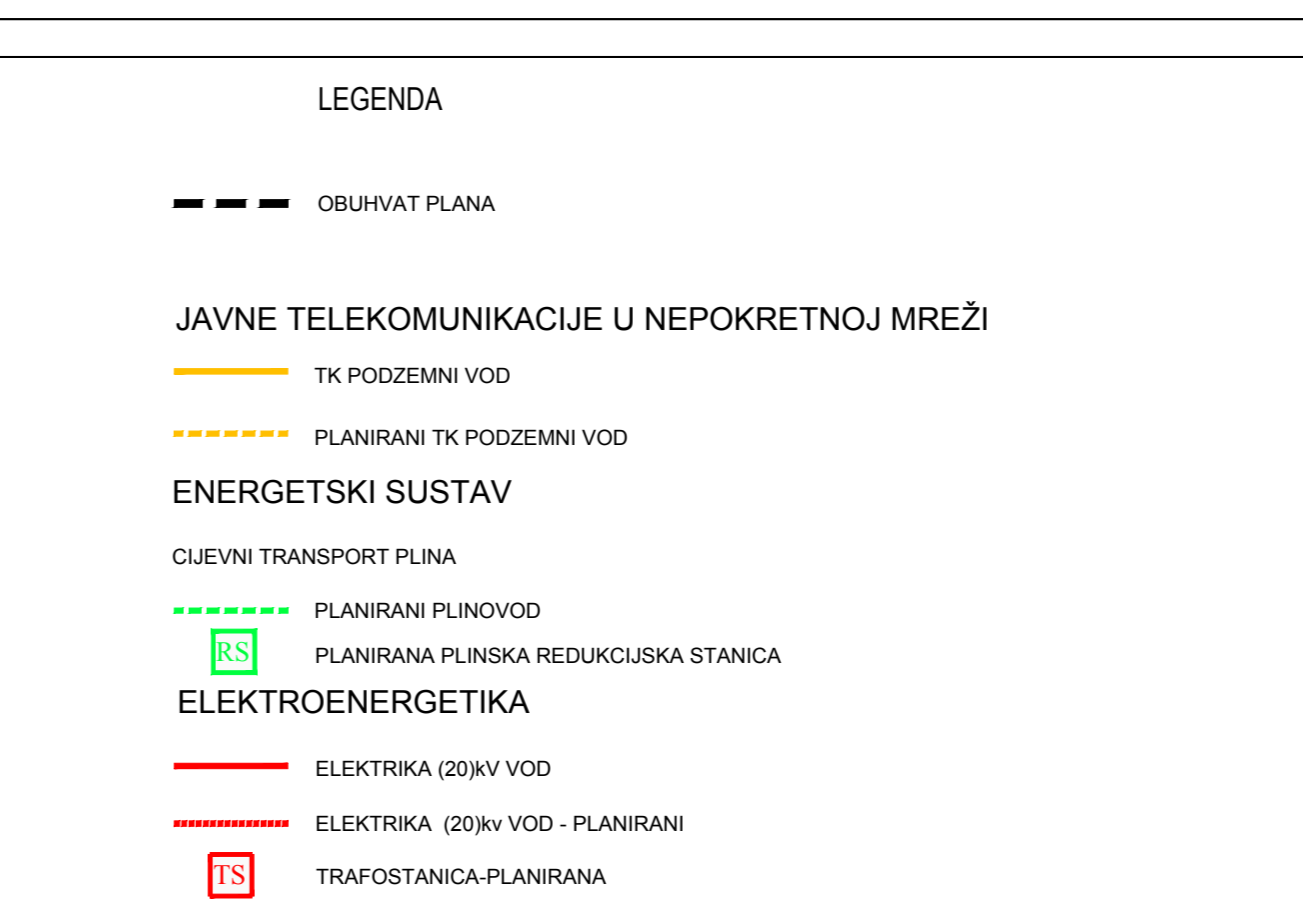 LEGENDA
OBUHVAT PLANA
JAVNE TELEKOMUNIKACIJE U NEPOKRETNOJ MREŽI
TK PODZEMNI VOD
PLANIRANI TK PODZEMNI VOD
ENERGETSKI SUSTAV
CIJEVNI TRANSPORT PLINA
PLANIRANI PLINOVOD
RS PLANIRANA PLINSKA REDUKCIJSKA STANICA
ELEKTROENERGETIKA
ELEKTRIKA (20)kV VOD
ELEKTRIKA (20)kv VOD - PLANIRANI
TS TRAFOSTANICA-PLANIRANA